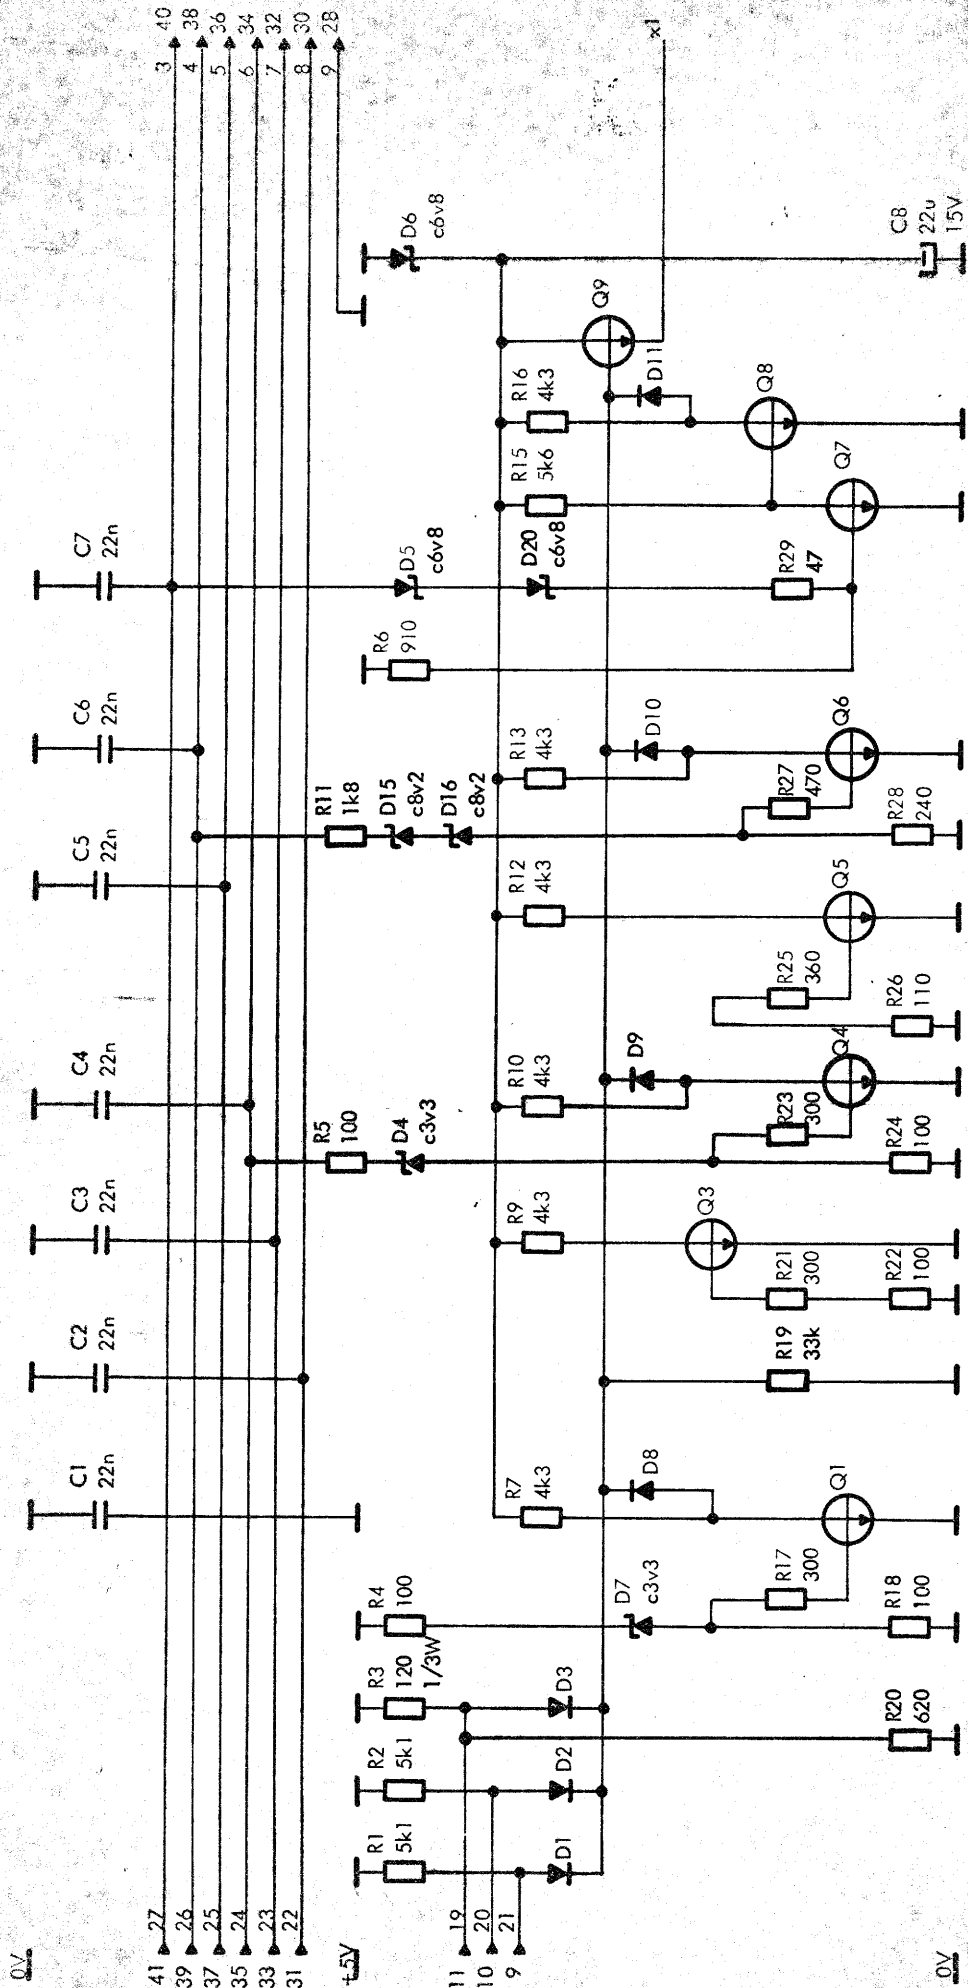 40 38 36 34 32 30 28
3 4 5 6 7 8 9
x1
D6
c6v8
C8
22u
15V
Q9
D11
R16
4k3
Q8
R15
5k6
Q7
C7
22n
D5
c6v8
D20
c6v8
R29
47
R6
910
C6
22n
R13
4k3
D10
Q6
R11
1k8
D15
c8v2
D16
c8v2
R27
470
R28
240
C5
22n
R12
4k3
Q5
R25
360
R26
110
C4
22n
R10
4k3
D9
Q4
R5
100
D4
c3v3
R23
300
R24
100
C3
22n
R9
4k3
Q3
R21
300
R22
100
C2
22n
R19
33k
C1
22n
R7
4k3
D8
Q1
R4
100
D7
c3v3
R17
300
R18
100
R3
120
1/3W
D3
R20
620
R2
5k1
D2
R1
5k1
D1
27 26 25 24 23 22
41 39 37 35 33 31
19 20 21
11 10 9
0V
+5V
0V